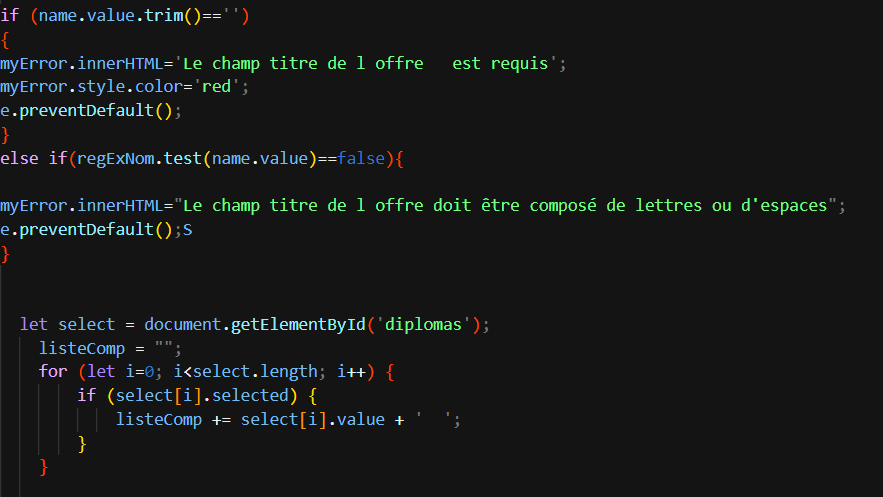 if (name.value.trim()=='')
{
myError.innerHTML='Le champ titre de l offre   est requis';
myError.style.color='red';
e.preventDefault();
}
else if(regExNom.test(name.value)==false){
myError.innerHTML="Le champ titre de l offre doit être composé de lettres ou d'espaces";
e.preventDefault();S
}
let select = document.getElementById('diplomas');
listeComp = "";
for (let i=0; i<select.length; i++) {
if (select[i].selected) {
listeComp += select[i].value + '  ';
}
}